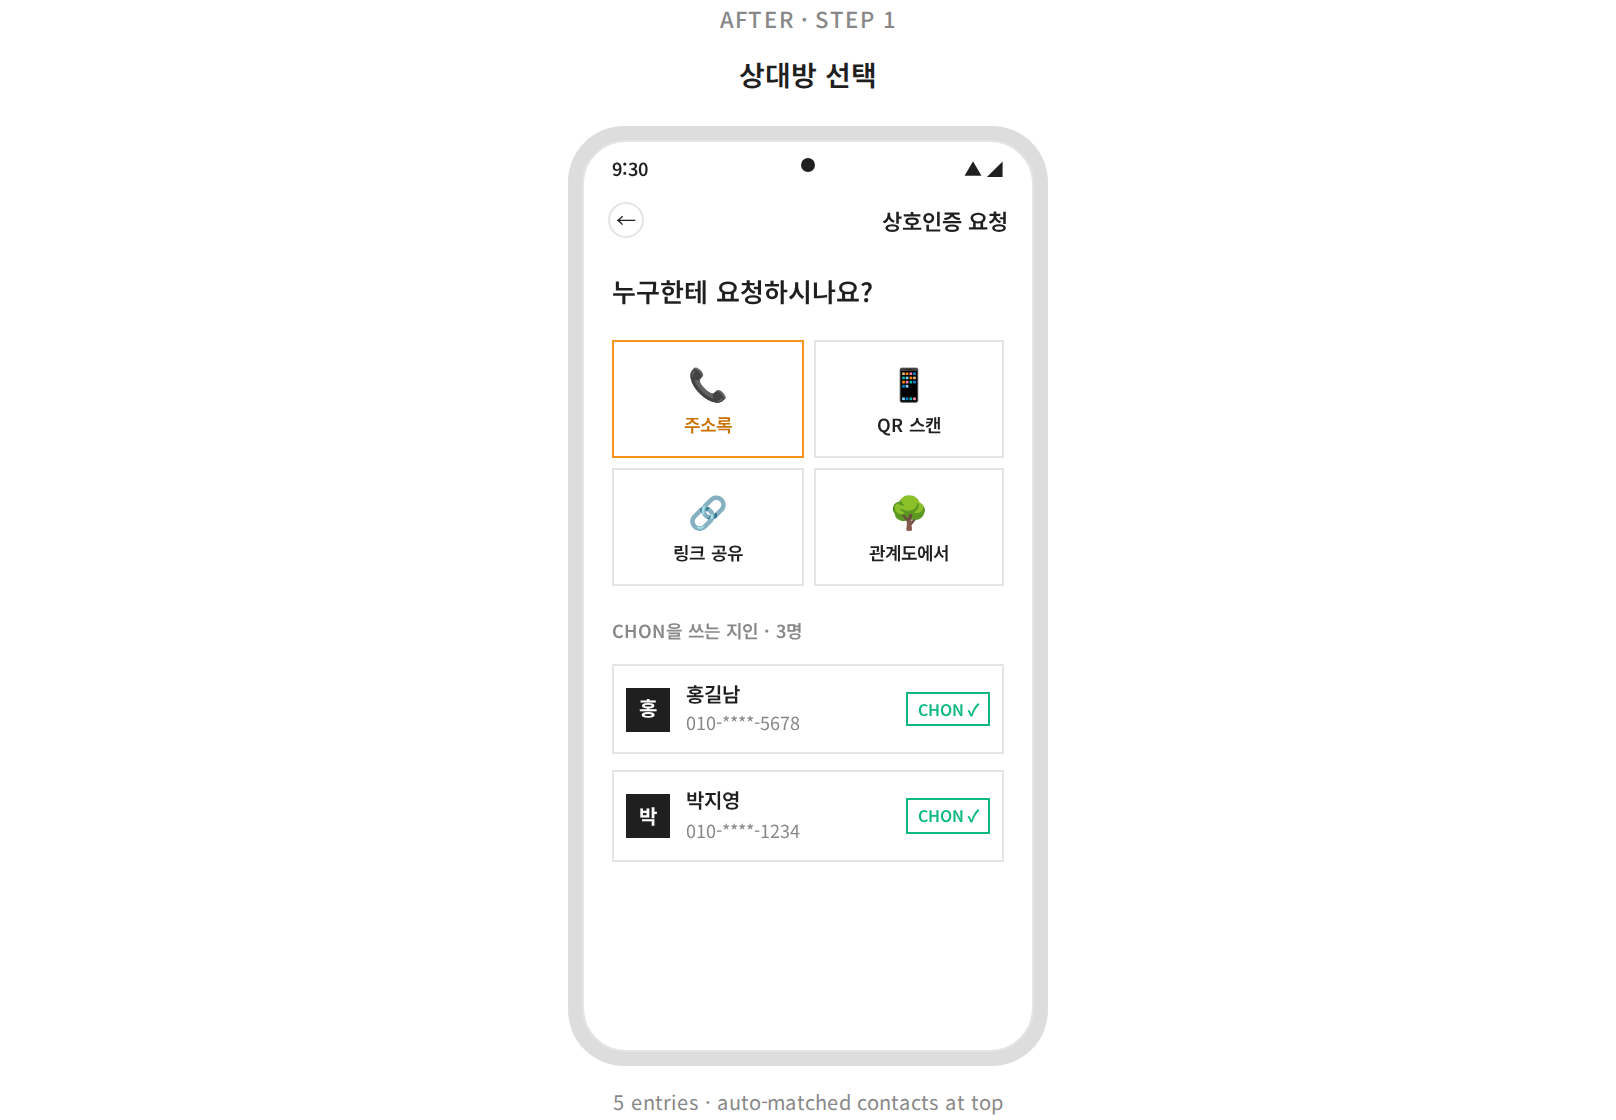 AFTER · STEP 1
상대방 선택
9:30
←
상호인증 요청
누구한테 요청하시나요?
주소록
QR 스캔
링크 공유
관계도에서
CHON을 쓰는 지인 · 3명
홍
홍길남
010-****-5678
CHON ✓
박
박지영
010-****-1234
CHON ✓
5 entries · auto-matched contacts at top